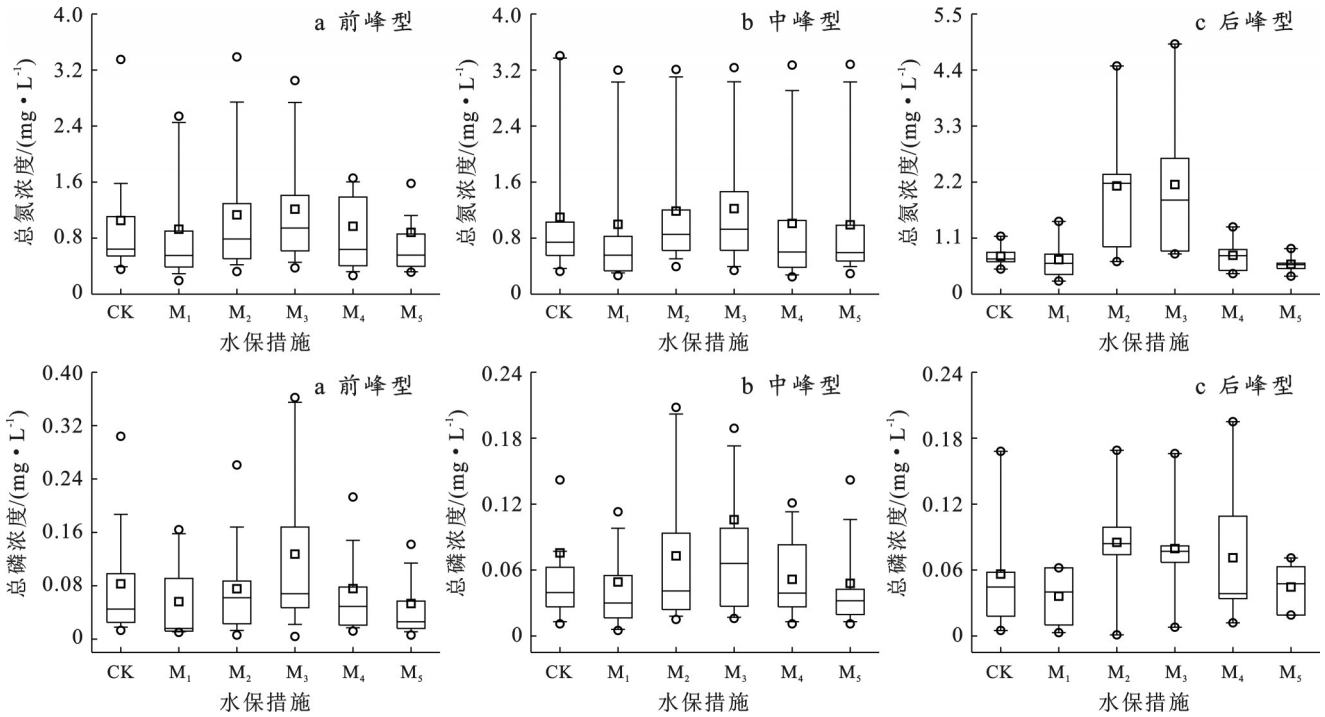 总氮浓度/(mg·L⁻¹)
4.0
3.2
2.4
1.6
0.8
0
a 前峰型
CK M₁ M₂ M₃ M₄ M₅
水保措施
总氮浓度/(mg·L⁻¹)
4.0
3.2
2.4
1.6
0.8
0
b 中峰型
CK M₁ M₂ M₃ M₄ M₅
水保措施
总氮浓度/(mg·L⁻¹)
5.5
4.4
3.3
2.2
1.1
0
c 后峰型
CK M₁ M₂ M₃ M₄ M₅
水保措施
总磷浓度/(mg·L⁻¹)
0.40
0.32
0.24
0.16
0.08
0
a 前峰型
CK M₁ M₂ M₃ M₄ M₅
水保措施
总磷浓度/(mg·L⁻¹)
0.24
0.18
0.12
0.06
0
b 中峰型
CK M₁ M₂ M₃ M₄ M₅
水保措施
总磷浓度/(mg·L⁻¹)
0.24
0.18
0.12
0.06
0
c 后峰型
CK M₁ M₂ M₃ M₄ M₅
水保措施